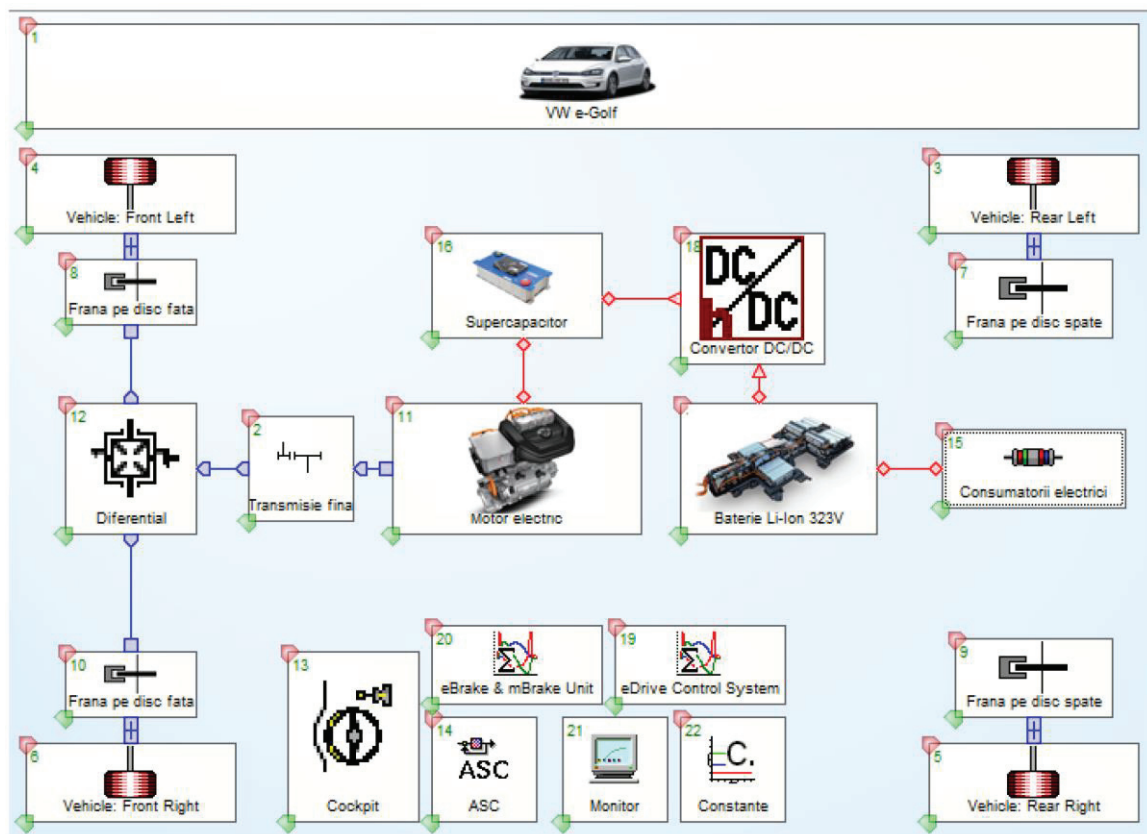 1
VW e-Golf
4
Vehicle: Front Left
3
Vehicle: Rear Left
8
Frana pe disc fata
16
Supercapacitor
18
DC/DC
h
Convertor DC/DC
7
Frana pe disc spate
12
Diferential
2
Transmisie fina
11
Motor electric
Baterie Li-Ion 323V
15
Consumatorii electrici
10
Frana pe disc fata
13
Cockpit
20
Σ
eBrake & mBrake Unit
19
Σ
eDrive Control System
9
Frana pe disc spate
6
Vehicle: Front Right
14
ASC
ASC
21
Monitor
22
C.
Constante
5
Vehicle: Rear Right